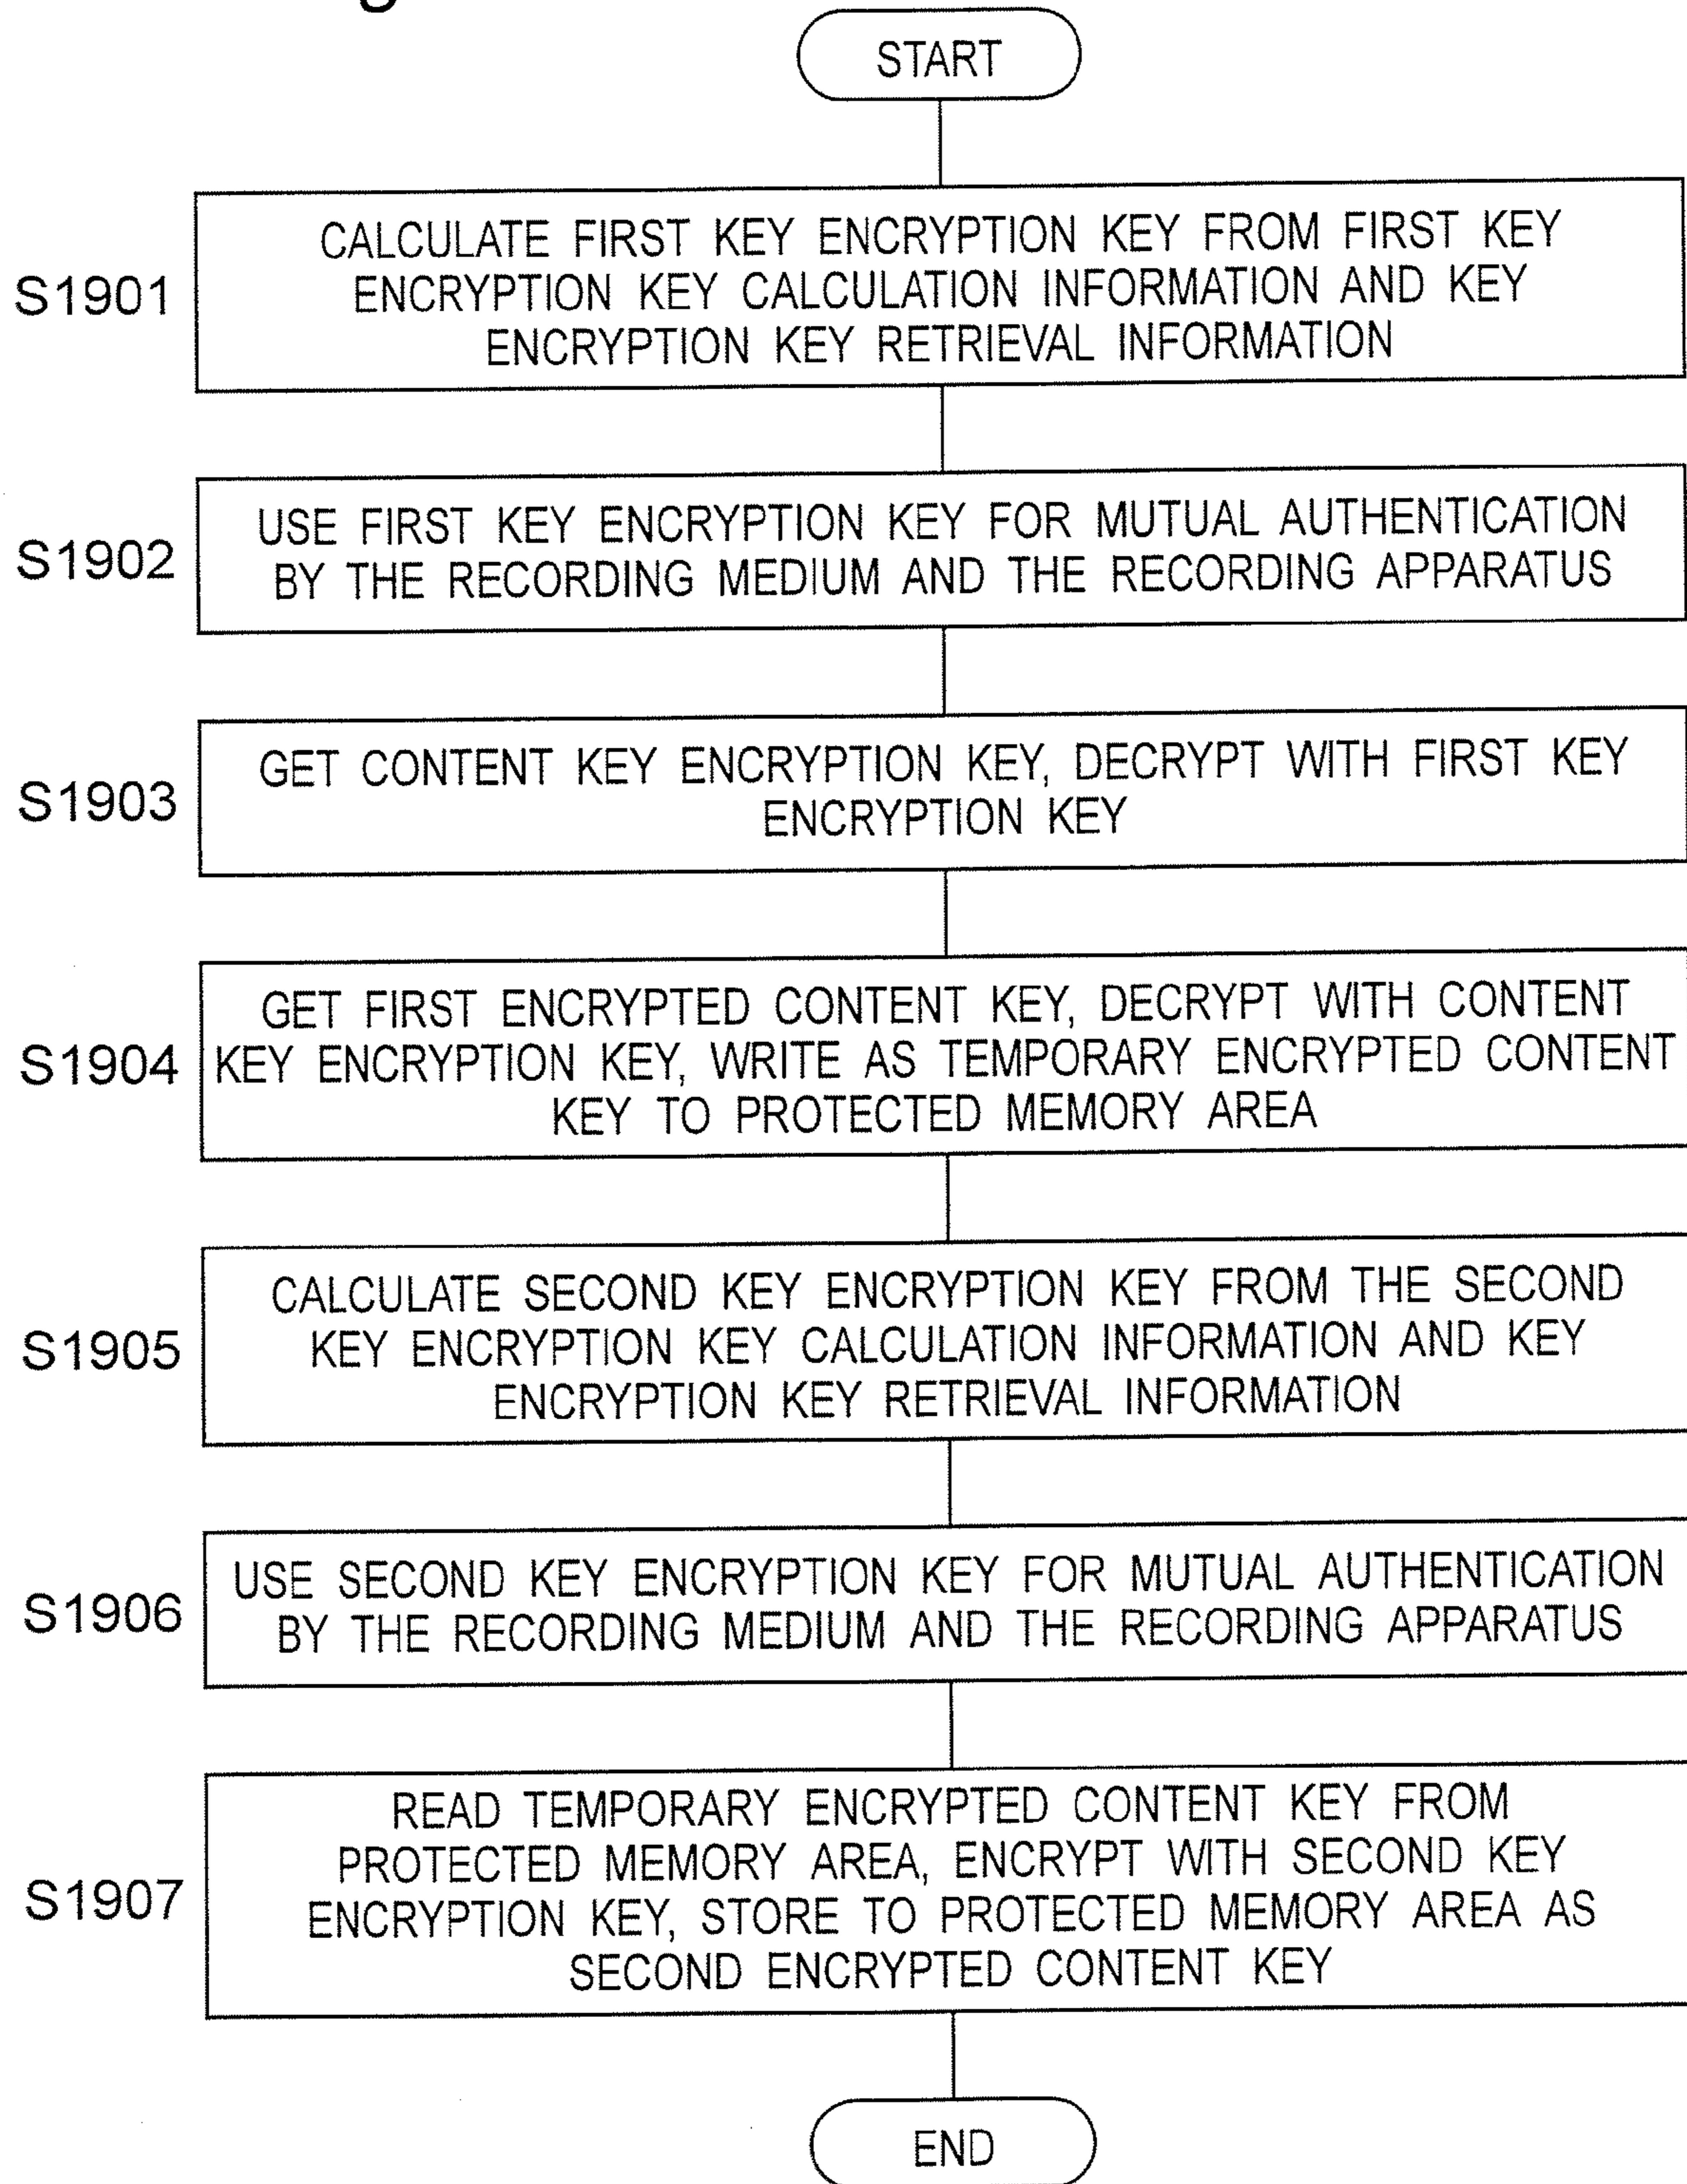 START
S1901
CALCULATE FIRST KEY ENCRYPTION KEY FROM FIRST KEY
ENCRYPTION KEY CALCULATION INFORMATION AND KEY
ENCRYPTION KEY RETRIEVAL INFORMATION
S1902
USE FIRST KEY ENCRYPTION KEY FOR MUTUAL AUTHENTICATION
BY THE RECORDING MEDIUM AND THE RECORDING APPARATUS
S1903
GET CONTENT KEY ENCRYPTION KEY, DECRYPT WITH FIRST KEY
ENCRYPTION KEY
S1904
GET FIRST ENCRYPTED CONTENT KEY, DECRYPT WITH CONTENT
KEY ENCRYPTION KEY, WRITE AS TEMPORARY ENCRYPTED CONTENT
KEY TO PROTECTED MEMORY AREA
S1905
CALCULATE SECOND KEY ENCRYPTION KEY FROM THE SECOND
KEY ENCRYPTION KEY CALCULATION INFORMATION AND KEY
ENCRYPTION KEY RETRIEVAL INFORMATION
S1906
USE SECOND KEY ENCRYPTION KEY FOR MUTUAL AUTHENTICATION
BY THE RECORDING MEDIUM AND THE RECORDING APPARATUS
S1907
READ TEMPORARY ENCRYPTED CONTENT KEY FROM
PROTECTED MEMORY AREA, ENCRYPT WITH SECOND KEY
ENCRYPTION KEY, STORE TO PROTECTED MEMORY AREA AS
SECOND ENCRYPTED CONTENT KEY
END